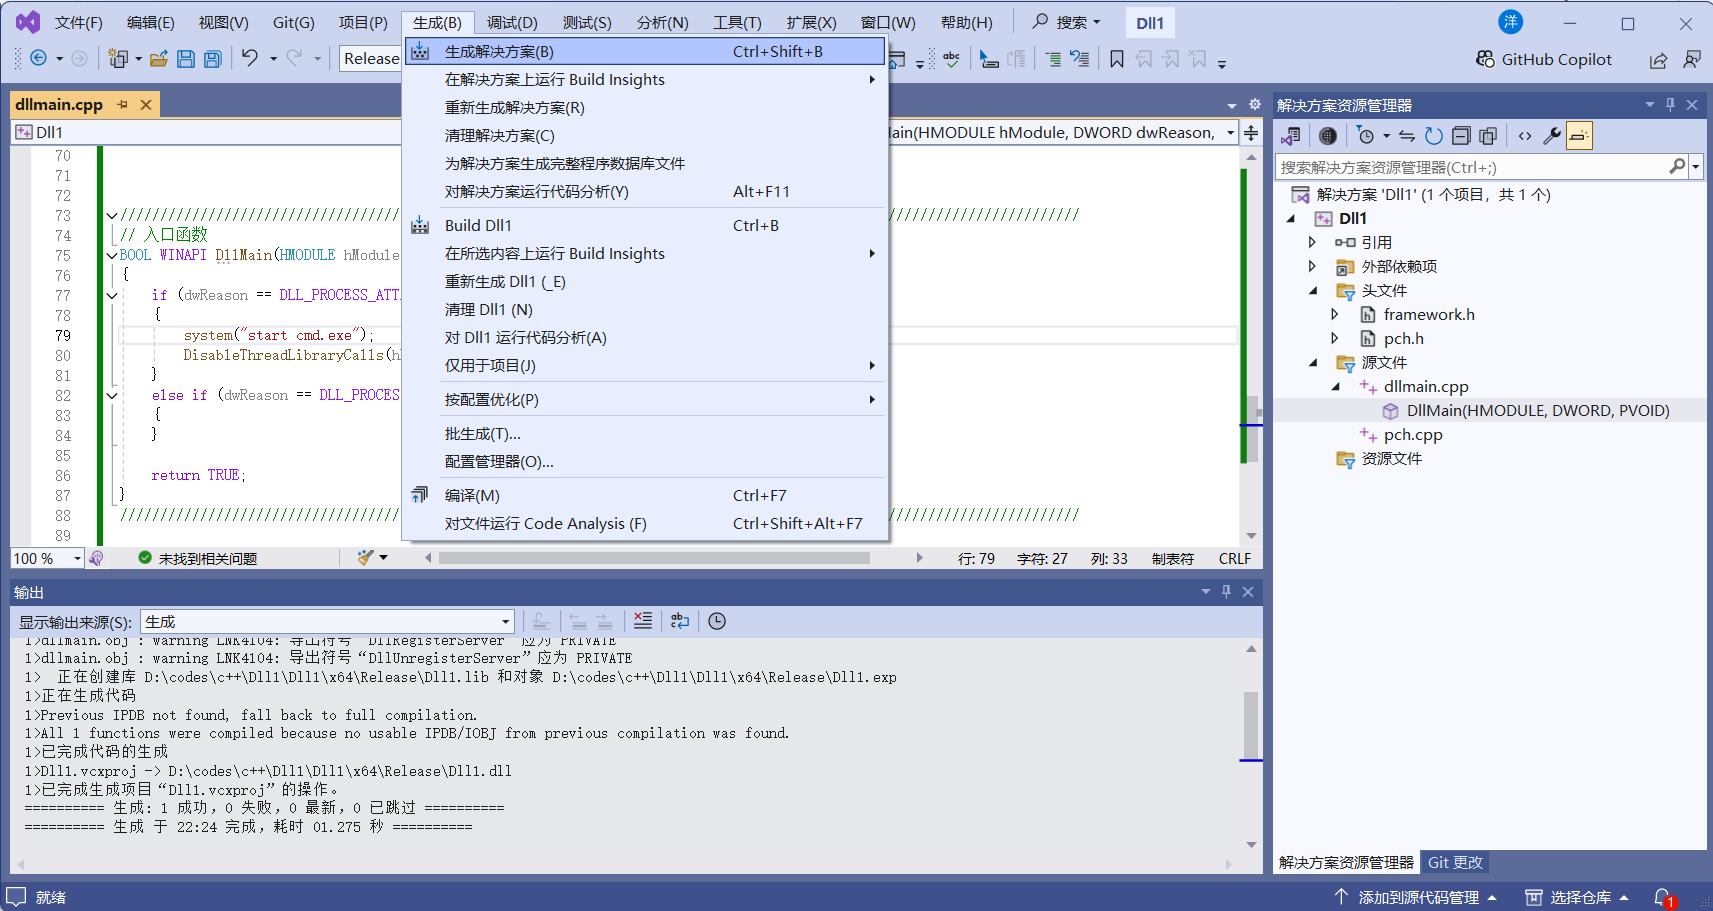 文件(F) 编辑(E) 视图(V) Git(G) 项目(P) 生成(B) 调试(D) 测试(S) 分析(N) 工具(T) 扩展(X) 窗口(W) 帮助(H) 搜索 Dll1 洋
Release
GitHub Copilot
生成解决方案(B) Ctrl+Shift+B
在解决方案上运行 Build Insights
重新生成解决方案(R)
清理解决方案(C)
为解决方案生成完整程序数据库文件
对解决方案运行代码分析(Y) Alt+F11
Build Dll1 Ctrl+B
在所选内容上运行 Build Insights
重新生成 Dll1 (_E)
清理 Dll1 (N)
对 Dll1 运行代码分析(A)
仅用于项目(J)
按配置优化(P)
批生成(T)...
配置管理器(O)...
编译(M) Ctrl+F7
对文件运行 Code Analysis (F) Ctrl+Shift+Alt+F7
dllmain.cpp
Dll1
ain(HMODULE hModule, DWORD dwReason,
70
71
72
73 ///////////////////////////////////
74 // 入口函数
75 BOOL WINAPI DllMain(HMODULE hModule
76 {
77 if (dwReason == DLL_PROCESS_ATT
78 {
79 system("start cmd.exe");
80 DisableThreadLibraryCalls(h
81 }
82 else if (dwReason == DLL_PROCES
83 {
84 }
85
86 return TRUE;
87 }
88 ///////////////////////////////////
89
100 % 未找到相关问题 行: 79 字符: 27 列: 33 制表符 CRLF
输出
显示输出来源(S): 生成
1>dllmain.obj : warning LNK4104: 导出符号“DllRegisterServer”应为 PRIVATE
1>dllmain.obj : warning LNK4104: 导出符号“DllUnregisterServer”应为 PRIVATE
1> 正在创建库 D:\codes\c++\Dll1\Dll1\x64\Release\Dll1.lib 和对象 D:\codes\c++\Dll1\Dll1\x64\Release\Dll1.exp
1>正在生成代码
1>Previous IPDB not found, fall back to full compilation.
1>All 1 functions were compiled because no usable IPDB/IOBJ from previous compilation was found.
1>已完成代码的生成
1>Dll1.vcxproj -> D:\codes\c++\Dll1\Dll1\x64\Release\Dll1.dll
1>已完成生成项目“Dll1.vcxproj”的操作。
========== 生成: 1 成功，0 失败，0 最新，0 已跳过 ==========
========== 生成 于 22:24 完成，耗时 01.275 秒 ==========
解决方案资源管理器
搜索解决方案资源管理器(Ctrl+;)
解决方案 'Dll1' (1 个项目，共 1 个)
Dll1
引用
外部依赖项
头文件
framework.h
pch.h
源文件
dllmain.cpp
DllMain(HMODULE, DWORD, PVOID)
pch.cpp
资源文件
解决方案资源管理器 Git 更改
就绪 添加到源代码管理 选择仓库 1